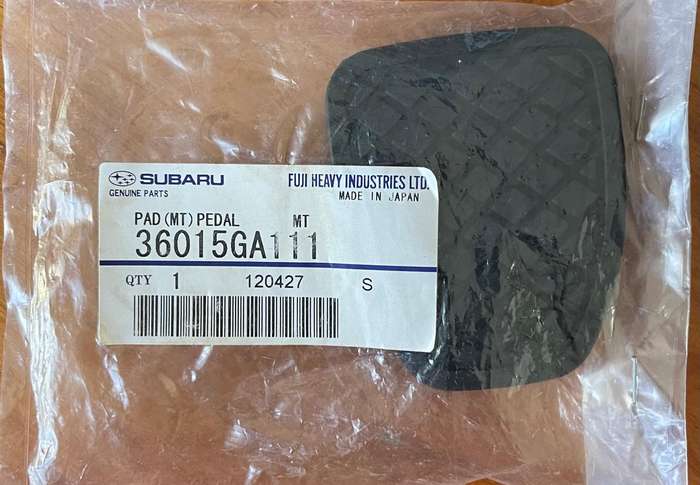 SUBARU FUJI HEAVY INDUSTRIES LTD.
GENUINE PARTS MADE IN JAPAN
PAD (MT) PEDAL MT
36015GA111
QTY 1 120427 S